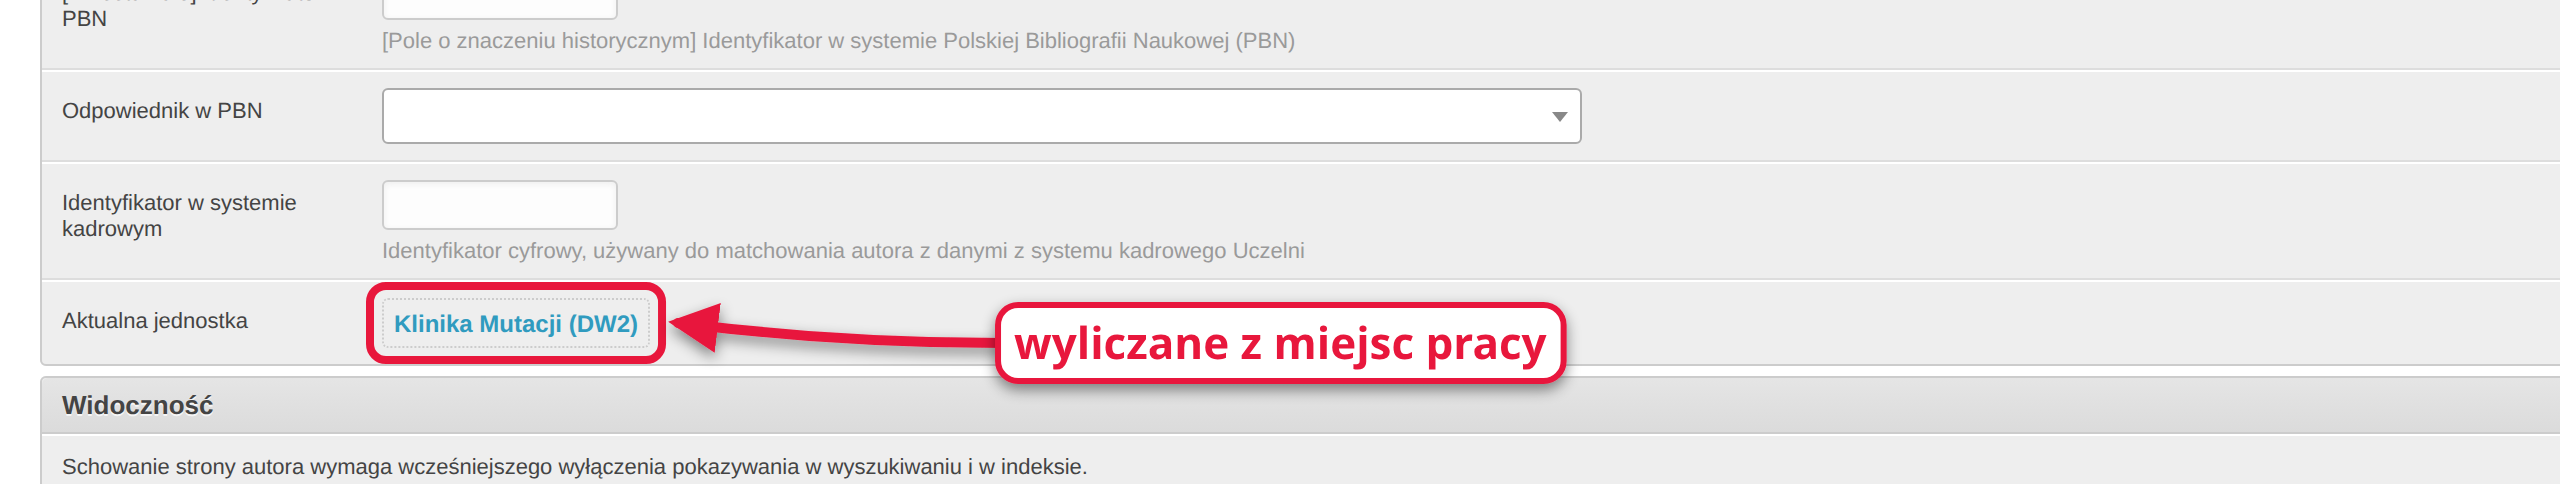 PBN
[Pole o znaczeniu historycznym] Identyfikator w systemie Polskiej Bibliografii Naukowej (PBN)
Odpowiednik w PBN
Identyfikator w systemie
kadrowym
Identyfikator cyfrowy, używany do matchowania autora z danymi z systemu kadrowego Uczelni
Aktualna jednostka
Klinika Mutacji (DW2)
wyliczane z miejsc pracy
Widoczność
Schowanie strony autora wymaga wcześniejszego wyłączenia pokazywania w wyszukiwaniu i w indeksie.